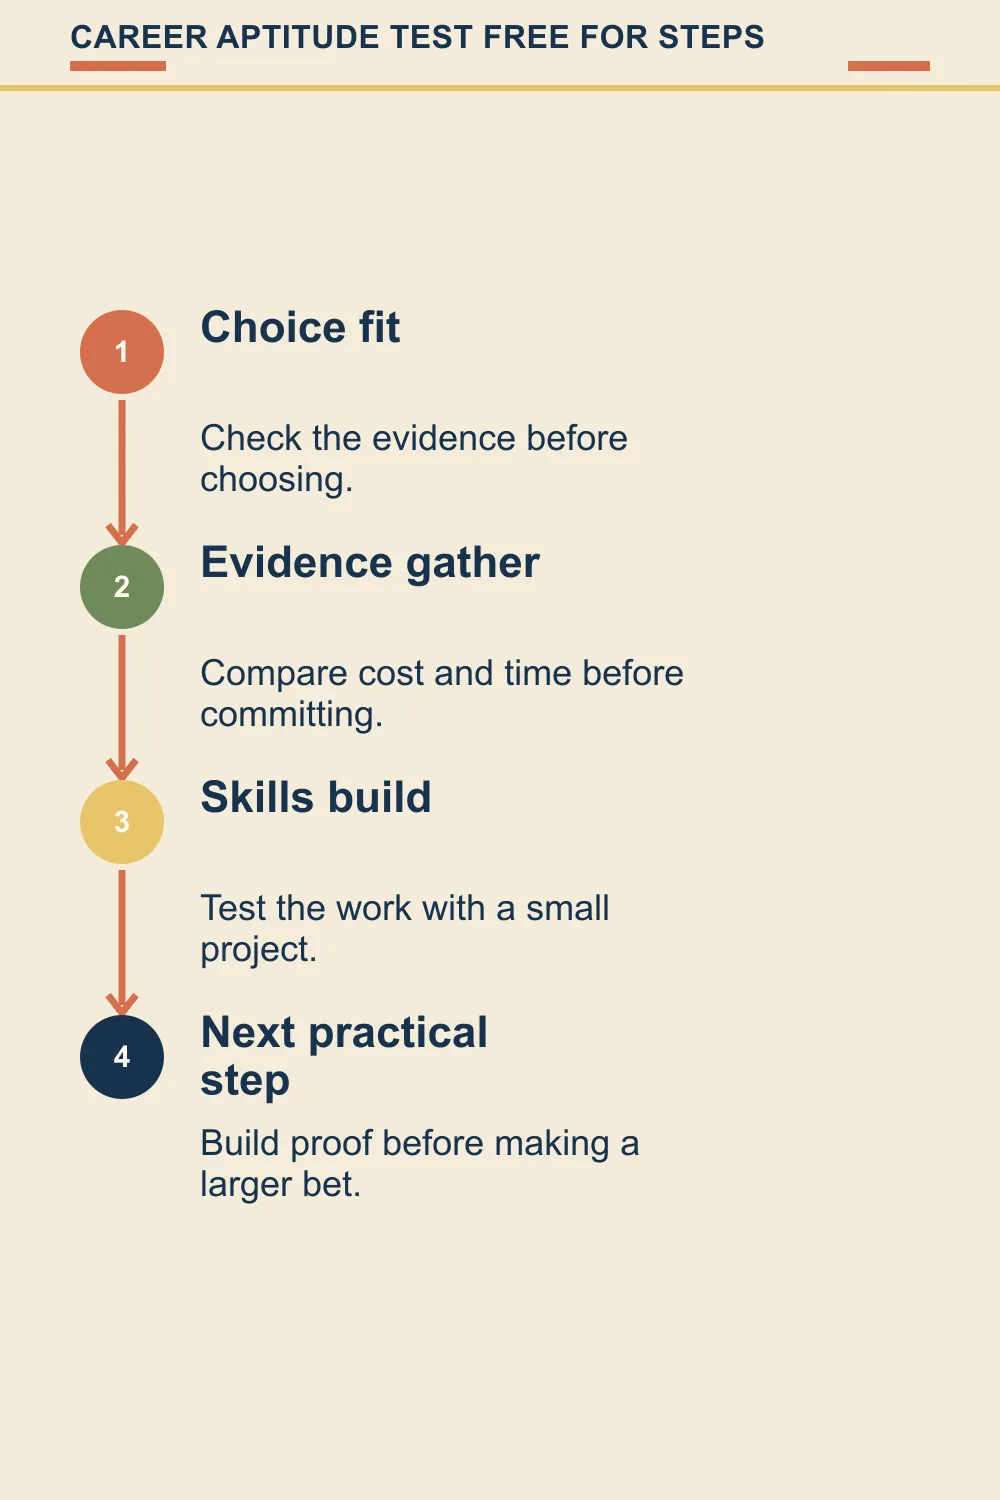 CAREER APTITUDE TEST FREE FOR STEPS
1
Choice fit
Check the evidence before
choosing.
2
Evidence gather
Compare cost and time before
committing.
3
Skills build
Test the work with a small
project.
4
Next practical
step
Build proof before making a
larger bet.